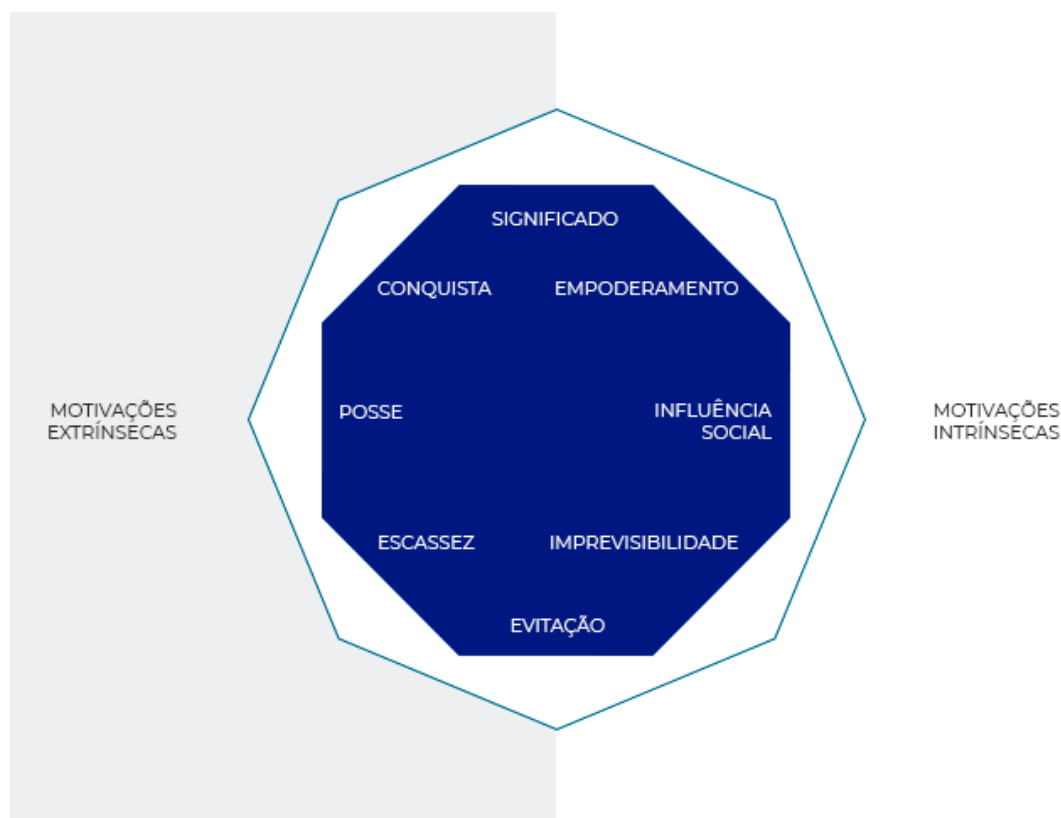 SIGNIFICADO
CONQUISTA
EMPODERAMENTO
MOTIVAÇÕES
EXTRÍNSECAS
POSSE
INFLUÊNCIA
SOCIAL
MOTIVAÇÕES
INTRÍNSECAS
ESCASSEZ
IMPREVISIBILIDADE
EVITAÇÃO